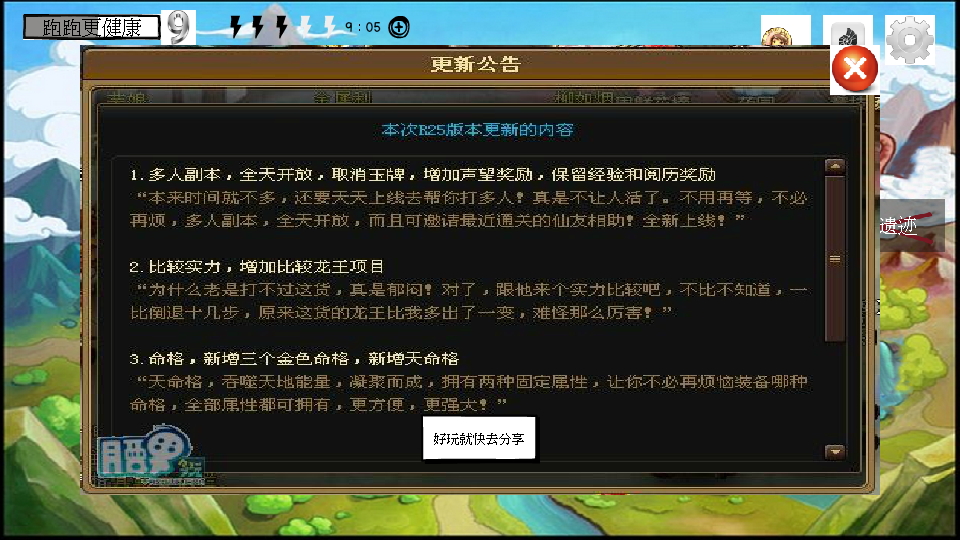 跑跑更健康
9
9:05
更新公告
本次R25版本更新的内容
1.多人副本，全天开放，取消玉牌，增加声望奖励，保留经验和阅历奖励
“本来时间就不多，还要天天上线去帮你打多人！真是不让人活了。不用再等，不必
再烦，多人副本，全天开放，而且可邀请最近通关的仙友相助！全新上线！”
遗迹
2.比较实力，增加比较龙王项目
“为什么老是打不过这货，真是郁闷！对了，跟他来个实力比较吧，不比不知道，一
比倒退十几步，原来这货的龙王比我多出了一变，难怪那么厉害！”
3.命格，新增三个金色命格，新增天命格
“天命格，吞噬天地能量，凝聚而成，拥有两种固定属性，让你不必再烦恼装备哪种
命格，全部属性都可拥有，更方便，更强大！”
好玩就快去分享